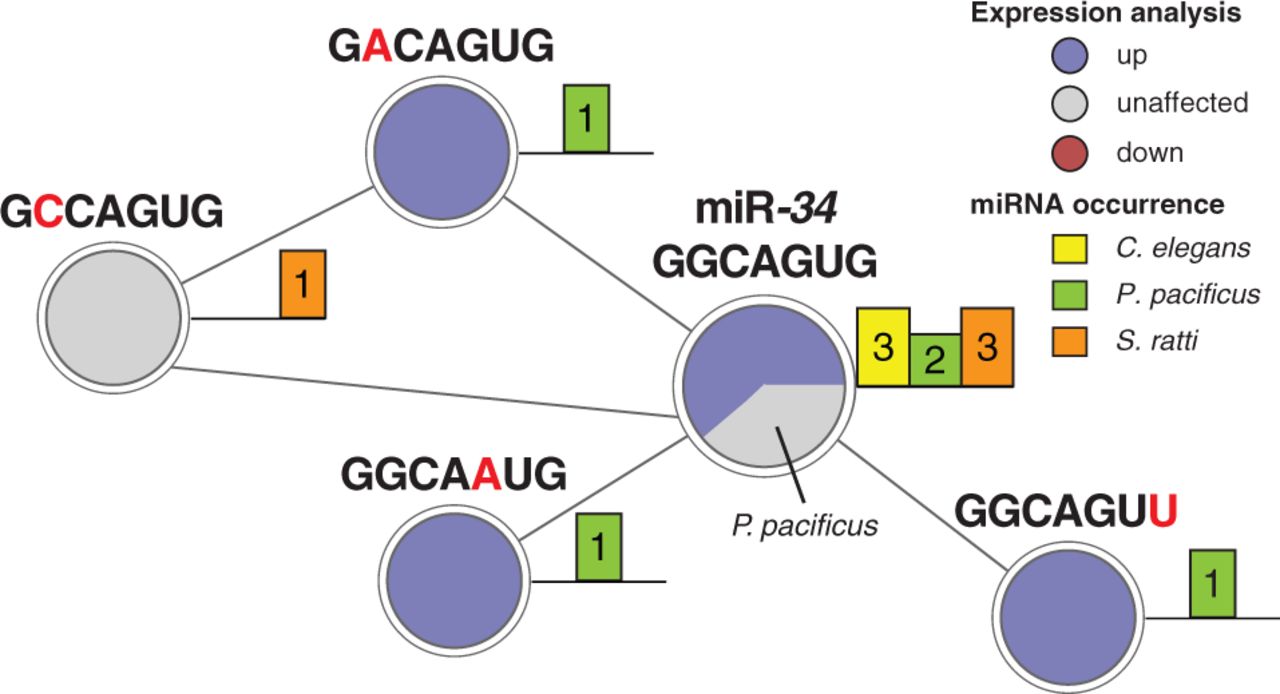 GACAGUG
1
GCCAGUG
1
miR-34
GGCAGUG
3 2 3
P. pacificus
GGCAAUG
1
GGCAGUU
1
Expression analysis
up
unaffected
down
miRNA occurrence
C. elegans
P. pacificus
S. ratti